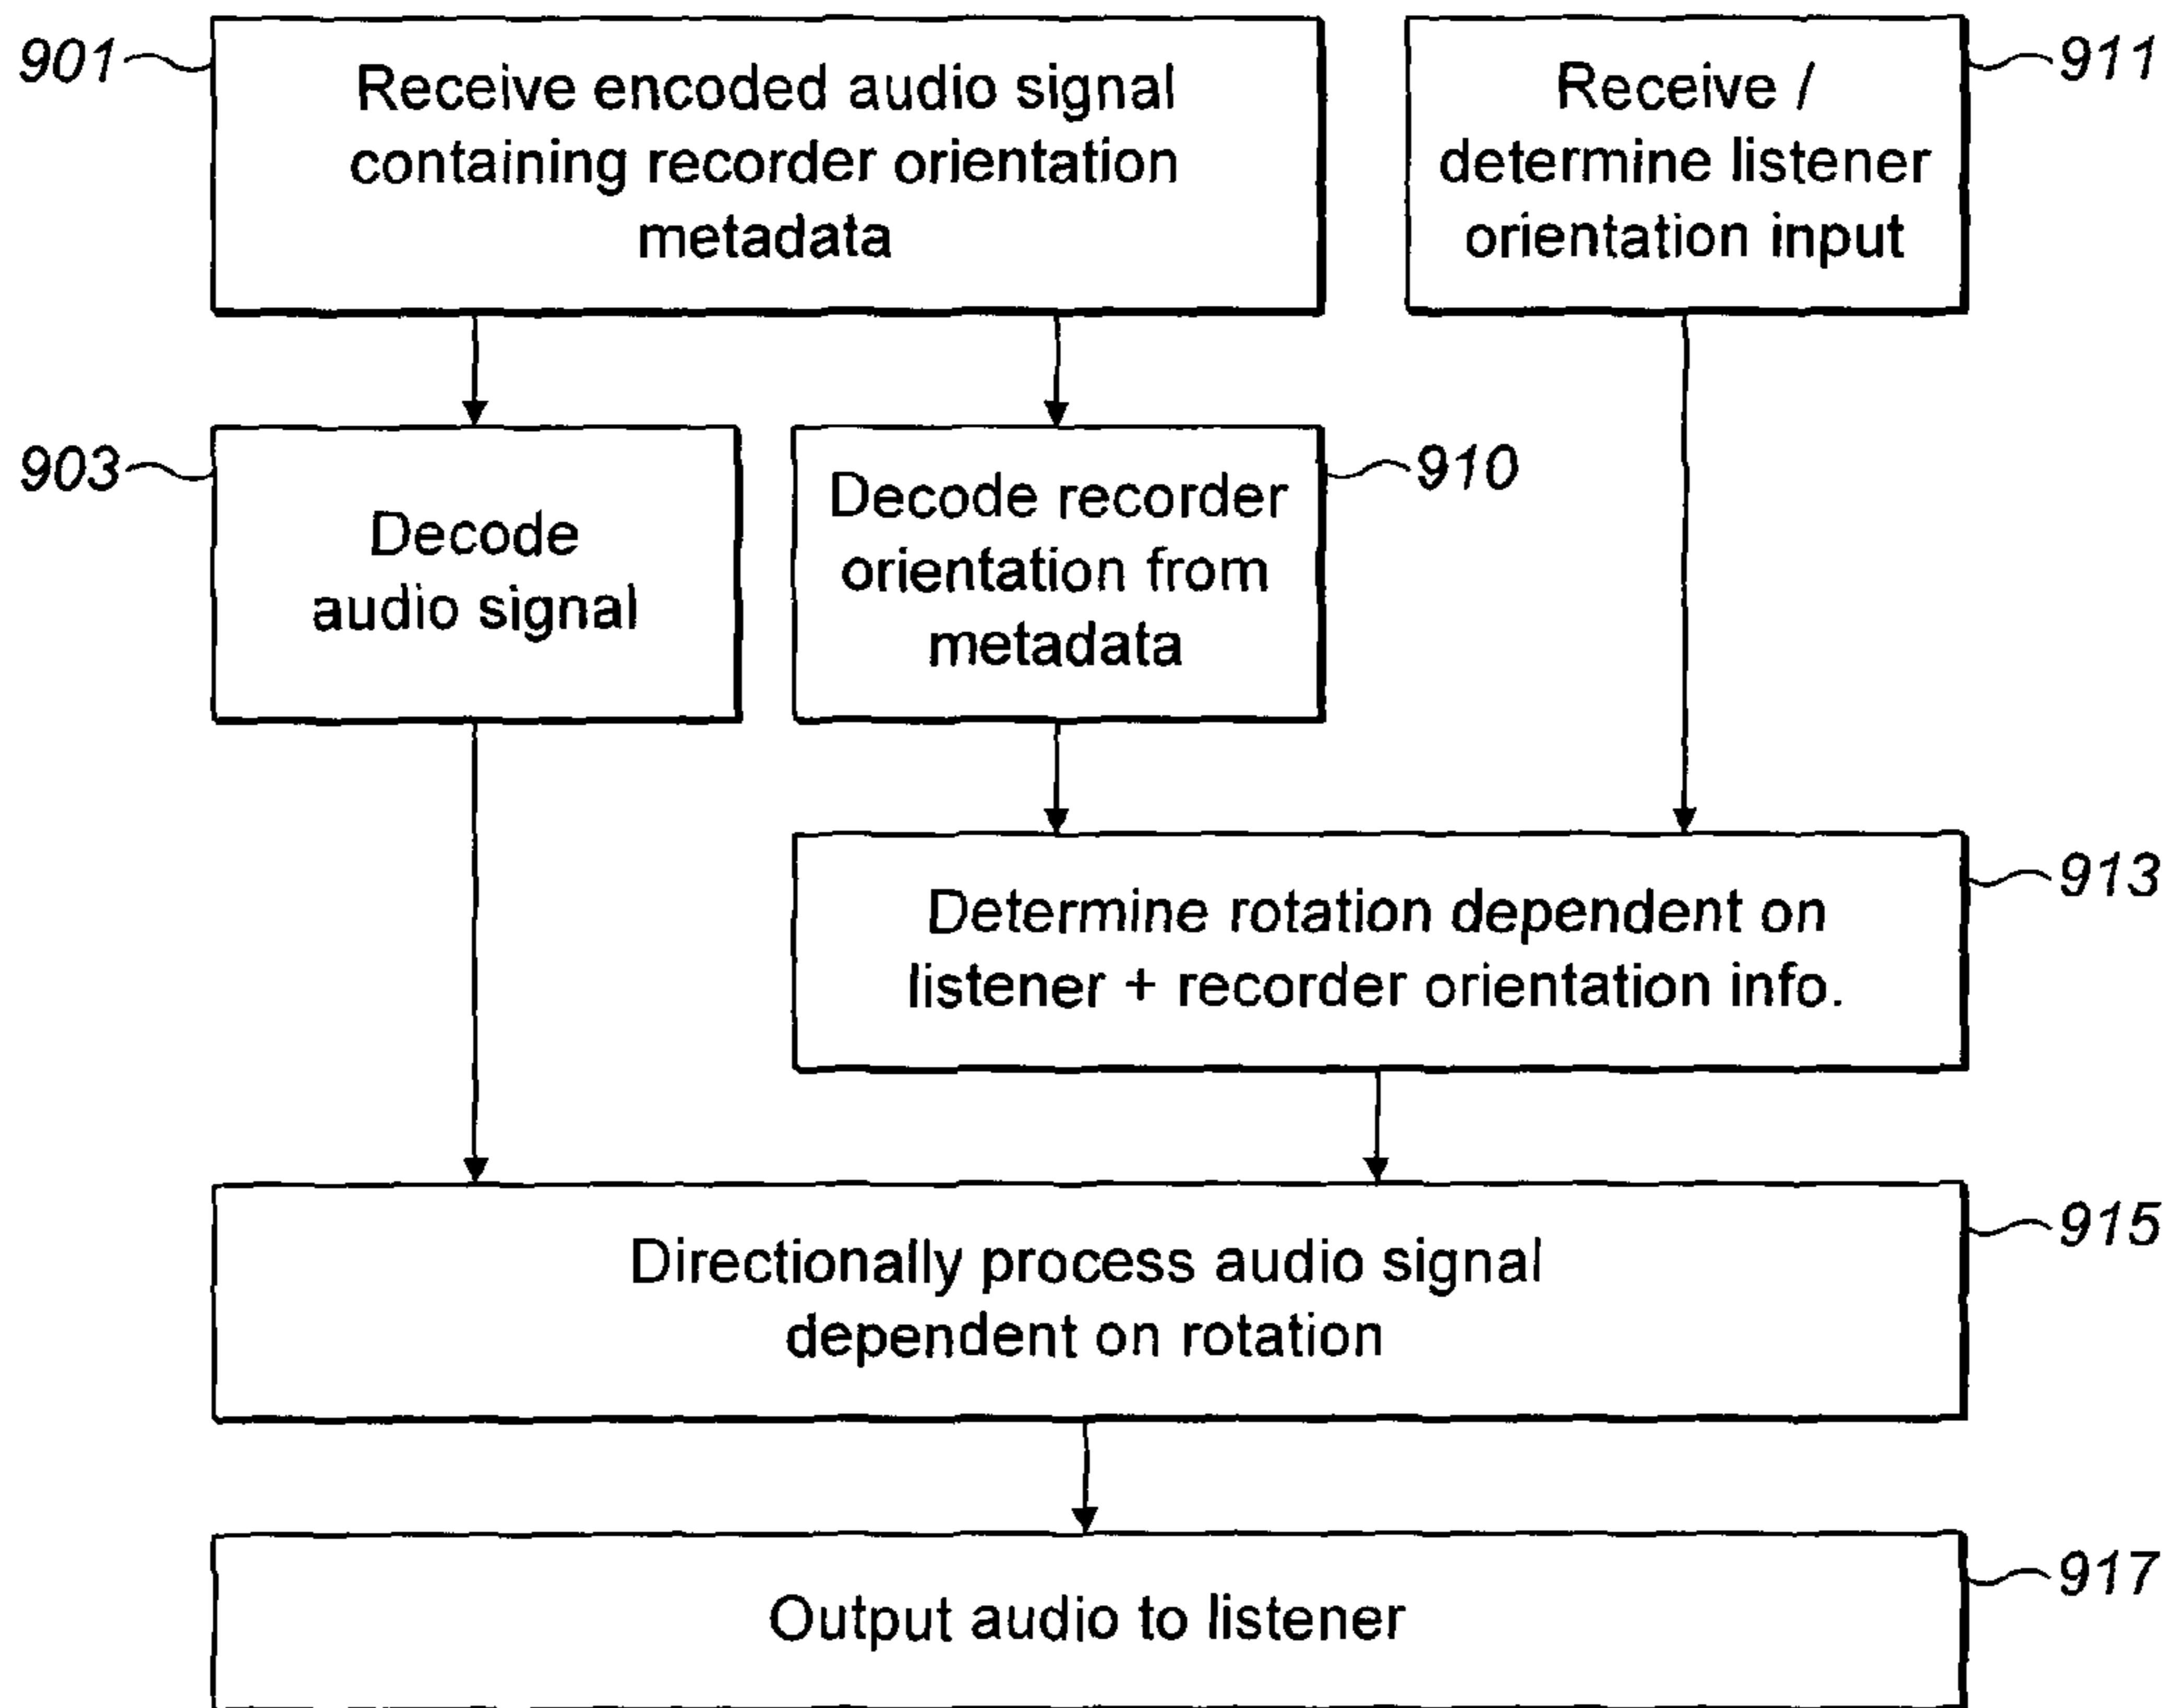 901
Receive encoded audio signal
containing recorder orientation
metadata
Receive /
determine listener
orientation input
911
903
Decode
audio signal
Decode recorder
orientation from
metadata
910
Determine rotation dependent on
listener + recorder orientation info.
913
Directionally process audio signal
dependent on rotation
915
Output audio to listener
917